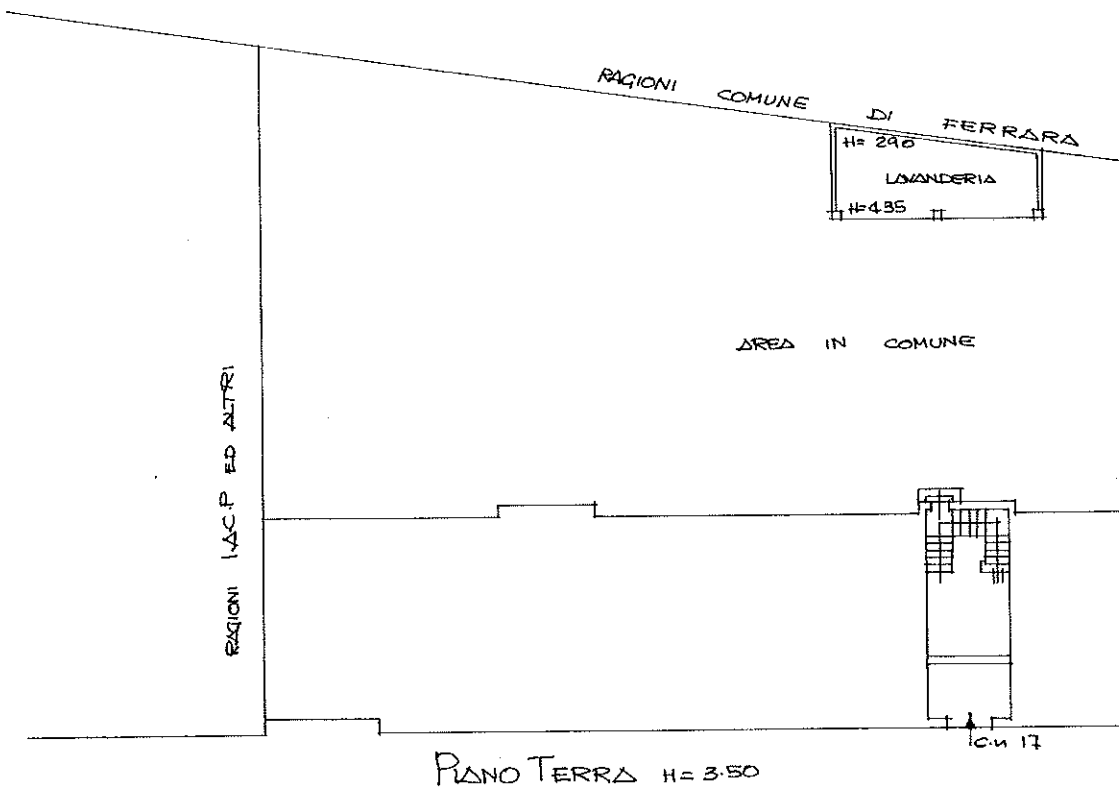 RAGIONI COMUNE DI FERRARA
H= 290
LAVANDERIA
H=435
AREA IN COMUNE
RAGIONI I.A.C.P ED ALTRI
C.N 17
PIANO TERRA H= 3.50